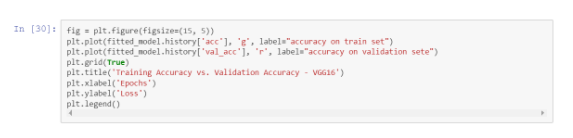 In [30]: fig = plt.figure(figsize=(15, 5))
plt.plot(fitted_model.history['acc'], 'g', label="accuracy on train set")
plt.plot(fitted_model.history['val_acc'], 'r', label="accuracy on validation sete")
plt.grid(True)
plt.title('Training Accuracy vs. Validation Accuracy - VGG16')
plt.xlabel('Epochs')
plt.ylabel('Loss')
plt.legend()